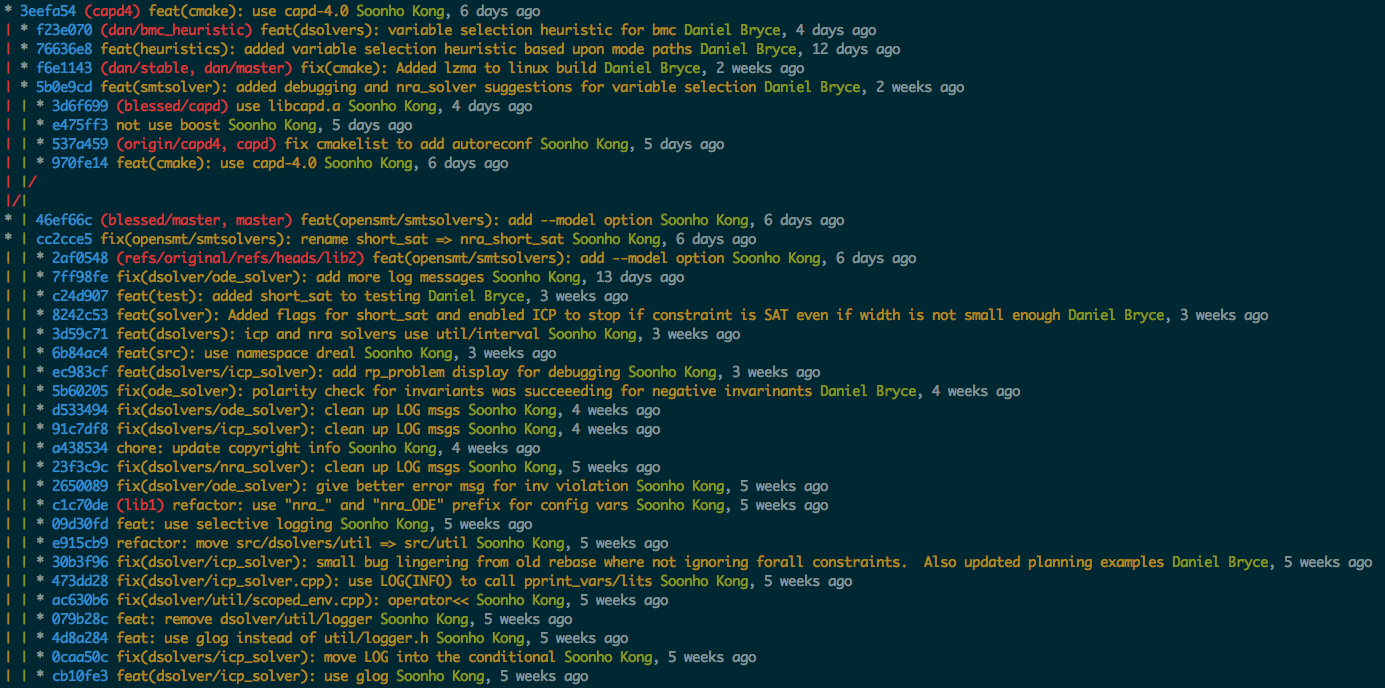 * 3eefa54 (capd4) feat(cmake): use capd-4.0 Soonho Kong, 6 days ago
| * f23e070 (dan/bmc_heuristic) feat(dsolvers): variable selection heuristic for bmc Daniel Bryce, 4 days ago
| * 76636e8 feat(heuristics): added variable selection heuristic based upon mode paths Daniel Bryce, 12 days ago
| * f6e1143 (dan/stable, dan/master) fix(cmake): Added lzma to linux build Daniel Bryce, 2 weeks ago
| * 5b0e9cd feat(smtsolver): added debugging and nra_solver suggestions for variable selection Daniel Bryce, 2 weeks ago
| | * 3d6f699 (blessed/capd) use libcapd.a Soonho Kong, 4 days ago
| | * e475ff3 not use boost Soonho Kong, 5 days ago
| | * 537a459 (origin/capd4, capd) fix cmakelist to add autoreconf Soonho Kong, 5 days ago
| | * 970fe14 feat(cmake): use capd-4.0 Soonho Kong, 6 days ago
| |/
|/|
* | 46ef66c (blessed/master, master) feat(opensmt/smtsolvers): add --model option Soonho Kong, 6 days ago
* | cc2cce5 fix(opensmt/smtsolvers): rename short_sat => nra_short_sat Soonho Kong, 6 days ago
| | * 2af0548 (refs/original/refs/heads/lib2) feat(opensmt/smtsolvers): add --model option Soonho Kong, 6 days ago
| | * 7ff98fe fix(dsolver/ode_solver): add more log messages Soonho Kong, 13 days ago
| | * c24d907 feat(test): added short_sat to testing Daniel Bryce, 3 weeks ago
| | * 8242c53 feat(solver): Added flags for short_sat and enabled ICP to stop if constraint is SAT even if width is not small enough Daniel Bryce, 3 weeks ago
| | * 3d59c71 feat(dsolvers): icp and nra solvers use util/interval Soonho Kong, 3 weeks ago
| | * 6b84ac4 feat(src): use namespace dreal Soonho Kong, 3 weeks ago
| | * ec983cf feat(dsolvers/icp_solver): add rp_problem display for debugging Soonho Kong, 3 weeks ago
| | * 5b60205 fix(ode_solver): polarity check for invariants was succeeeding for negative invarinants Daniel Bryce, 4 weeks ago
| | * d533494 fix(dsolvers/ode_solver): clean up LOG msgs Soonho Kong, 4 weeks ago
| | * 91c7df8 fix(dsolvers/icp_solver): clean up LOG msgs Soonho Kong, 4 weeks ago
| | * a438534 chore: update copyright info Soonho Kong, 4 weeks ago
| | * 23f3c9c fix(dsolvers/nra_solver): clean up LOG msgs Soonho Kong, 5 weeks ago
| | * 2650089 fix(dsolver/ode_solver): give better error msg for inv violation Soonho Kong, 5 weeks ago
| | * c1c70de (lib1) refactor: use "nra_" and "nra_ODE" prefix for config vars Soonho Kong, 5 weeks ago
| | * 09d30fd feat: use selective logging Soonho Kong, 5 weeks ago
| | * e915cb9 refactor: move src/dsolvers/util => src/util Soonho Kong, 5 weeks ago
| | * 30b3f96 fix(dsolver/icp_solver): small bug lingering from old rebase where not ignoring forall constraints.  Also updated planning examples Daniel Bryce, 5 weeks ago
| | * 473dd28 fix(dsolver/icp_solver.cpp): use LOG(INFO) to call pprint_vars/lits Soonho Kong, 5 weeks ago
| | * ac630b6 fix(dsolver/util/scoped_env.cpp): operator<< Soonho Kong, 5 weeks ago
| | * 079b28c feat: remove dsolver/util/logger Soonho Kong, 5 weeks ago
| | * 4d8a284 feat: use glog instead of util/logger.h Soonho Kong, 5 weeks ago
| | * 0caa50c fix(dsolvers/icp_solver): move LOG into the conditional Soonho Kong, 5 weeks ago
| | * cb10fe3 feat(dsolver/icp_solver): use glog Soonho Kong, 5 weeks ago